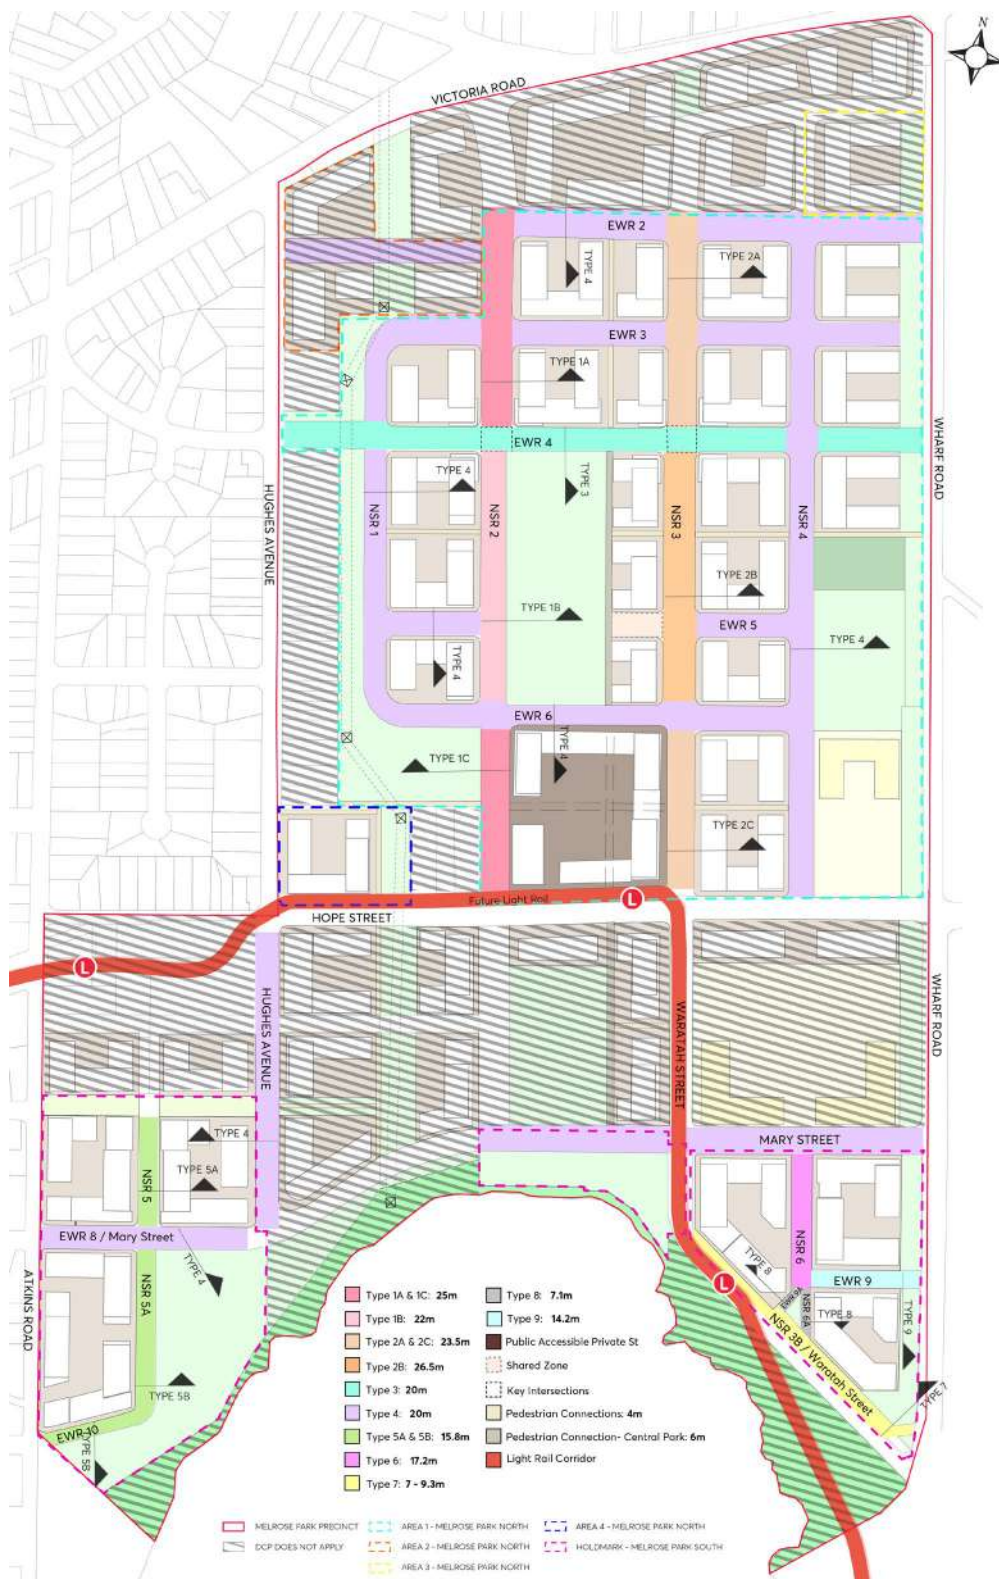 N
VICTORIA ROAD
EWR 2
TYPE 4
TYPE 2A
EWR 3
TYPE 1A
EWR 4
TYPE 4
TYPE 3
WHARF ROAD
HUGHES AVENUE
NSR 1
NSR 2
NSR 3
NSR 4
TYPE 2B
TYPE 1B
EWR 5
TYPE 4
TYPE 4
EWR 6
TYPE 4
TYPE 1C
TYPE 2C
Future Light Rail
L
HOPE STREET
L
HUGHES AVENUE
WARATAH STREET
WHARF ROAD
TYPE 4
MARY STREET
NSR 5
TYPE 5A
EWR 8 / Mary Street
TYPE 4
NSR 6
TYPE 8
EWR 9
EWR 9A
NSR 6A
TYPE 8
TYPE 9
ATKINS ROAD
NSR 5A
L
NSR 3B / Waratah Street
TYPE 7
TYPE 5B
EWR 10
TYPE 5B
Type 1A & 1C: 25m
Type 1B: 22m
Type 2A & 2C: 23.5m
Type 2B: 26.5m
Type 3: 20m
Type 4: 20m
Type 5A & 5B: 15.8m
Type 6: 17.2m
Type 7: 7 - 9.3m
Type 8: 7.1m
Type 9: 14.2m
Public Accessible Private St
Shared Zone
Key Intersections
Pedestrian Connections: 4m
Pedestrian Connection- Central Park: 6m
Light Rail Corridor
MELROSE PARK PRECINCT
DCP DOES NOT APPLY
AREA 1 - MELROSE PARK NORTH
AREA 2 - MELROSE PARK NORTH
AREA 3 - MELROSE PARK NORTH
AREA 4 - MELROSE PARK NORTH
HOLDMARK - MELROSE PARK SOUTH